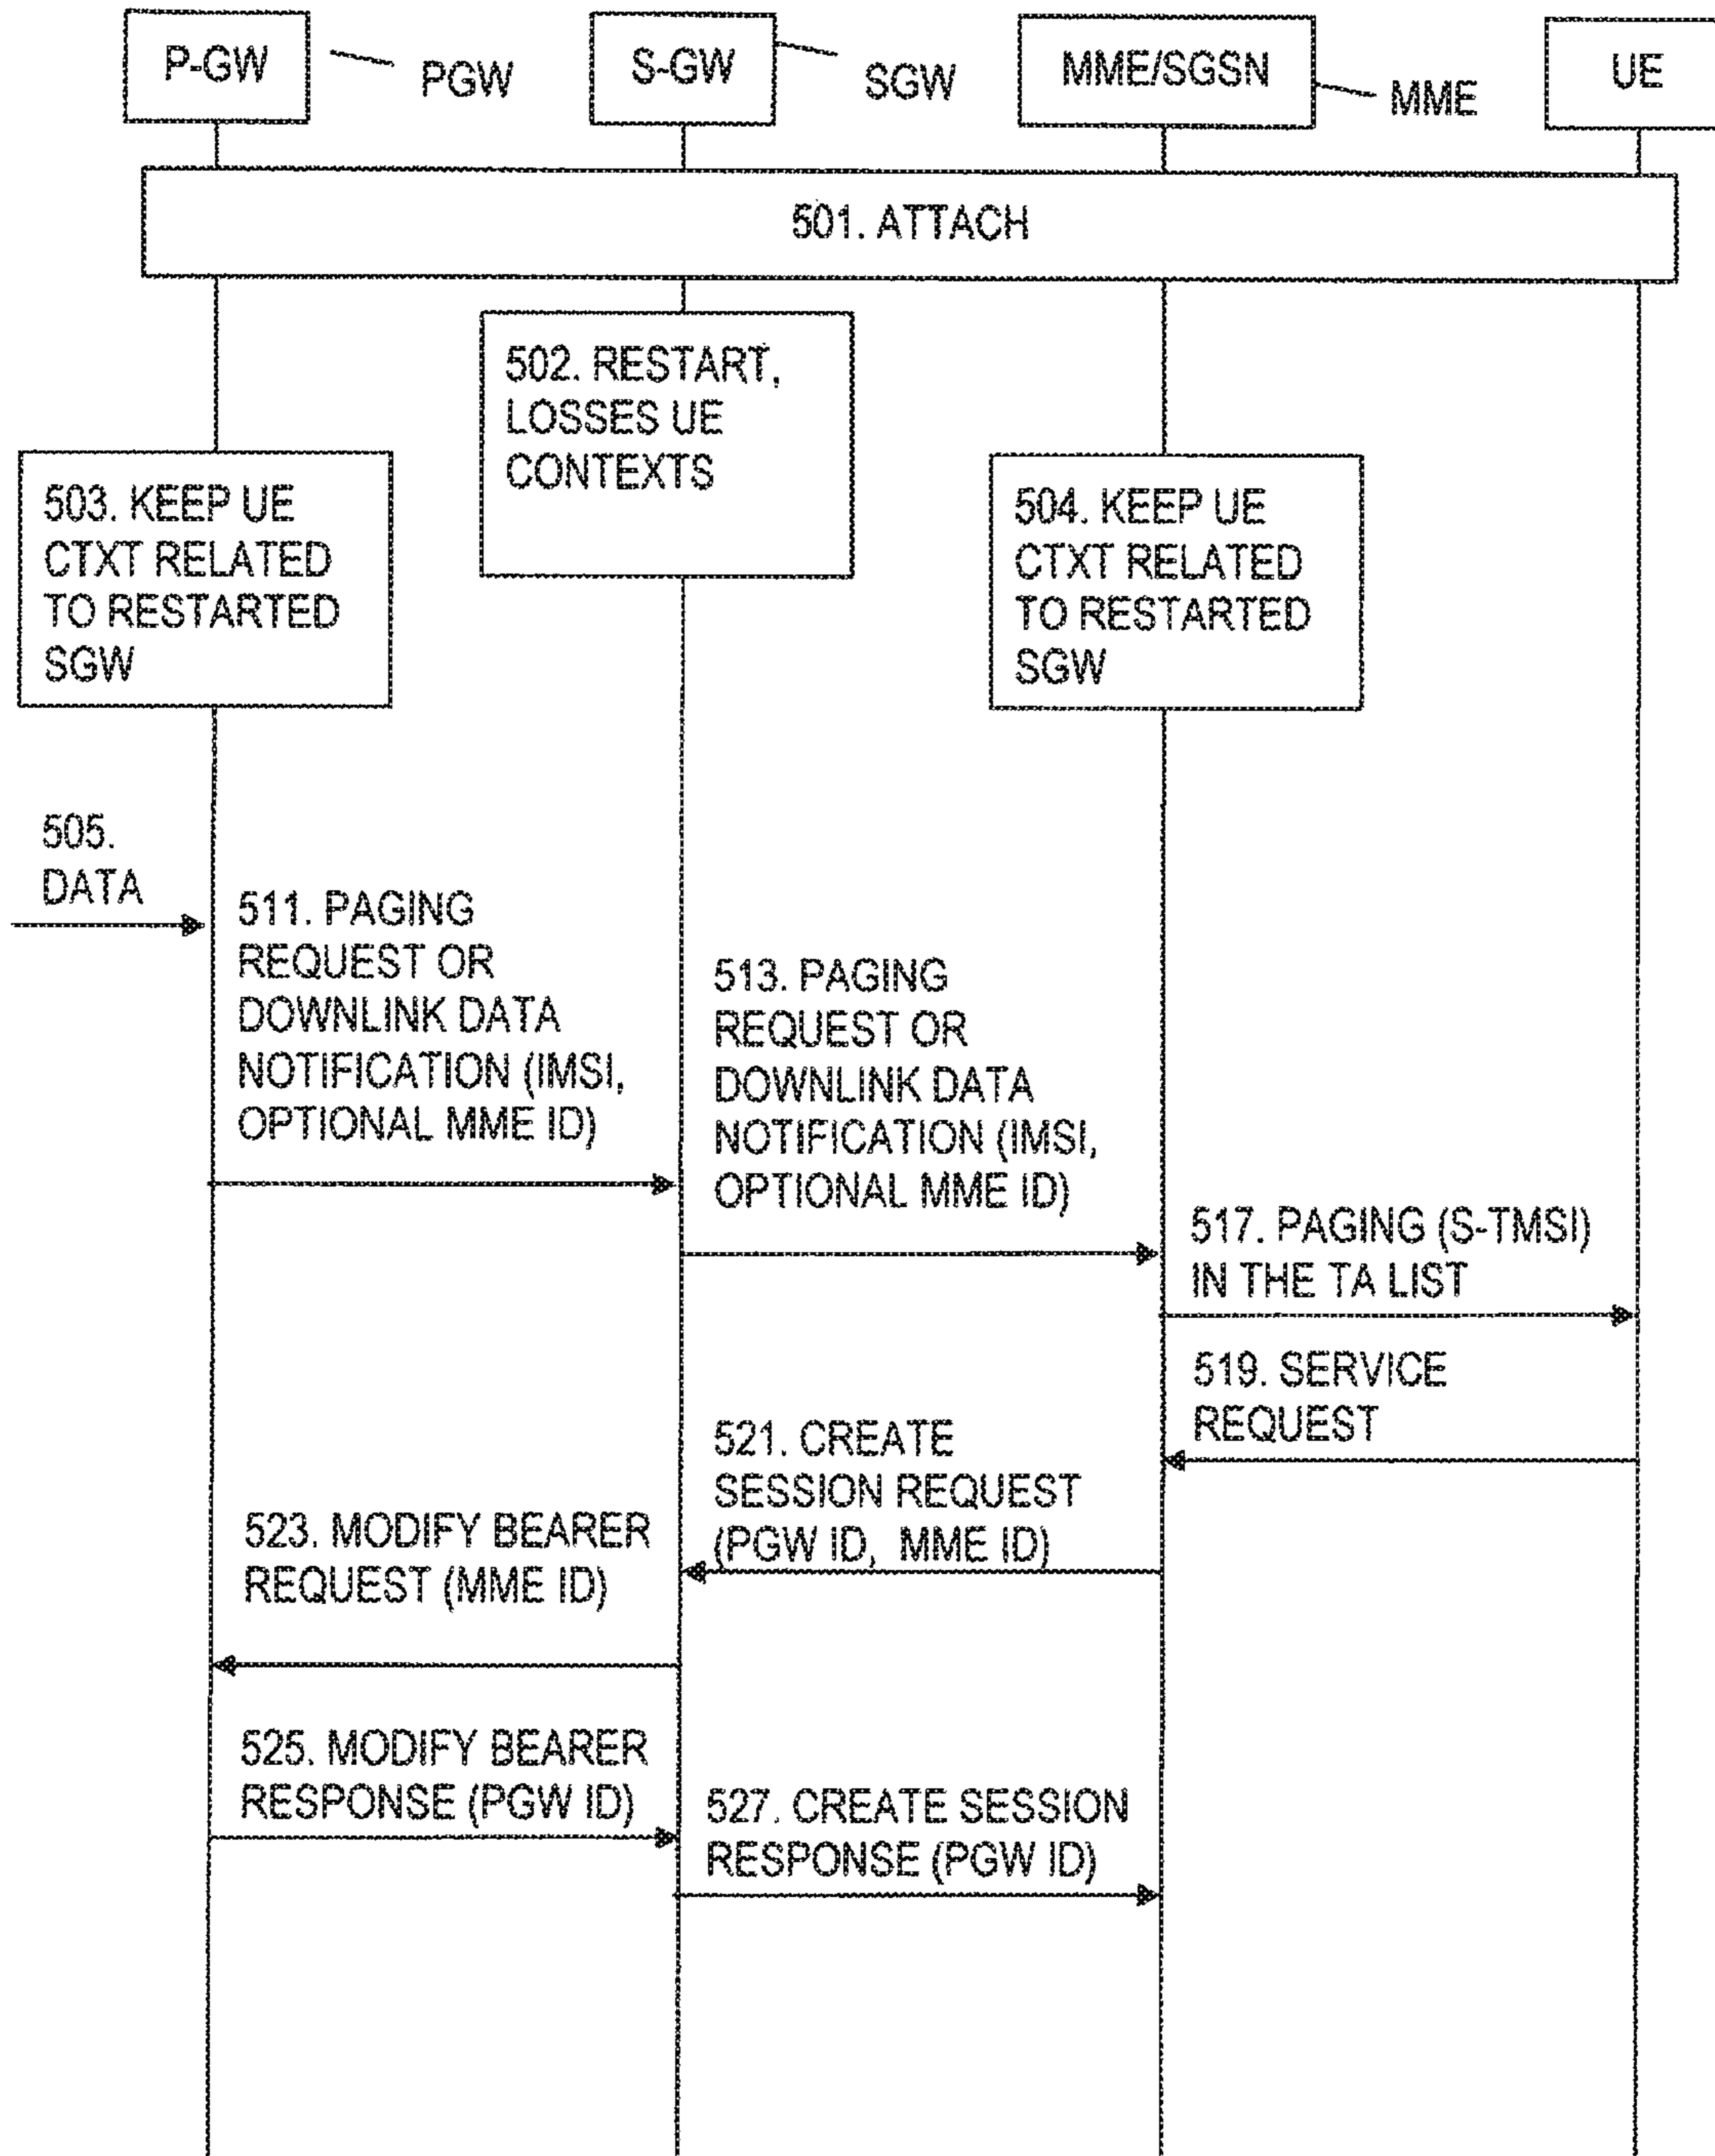 P-GW
PGW
S-GW
SGW
MME/SGSN
MME
UE
501. ATTACH
502. RESTART,
LOSSES UE
CONTEXTS
503. KEEP UE
CTXT RELATED
TO RESTARTED
SGW
504. KEEP UE
CTXT RELATED
TO RESTARTED
SGW
505.
DATA
511. PAGING
REQUEST OR
DOWNLINK DATA
NOTIFICATION (IMSI,
OPTIONAL MME ID)
513. PAGING
REQUEST OR
DOWNLINK DATA
NOTIFICATION (IMSI,
OPTIONAL MME ID)
517. PAGING (S-TMSI)
IN THE TA LIST
519. SERVICE
REQUEST
521. CREATE
SESSION REQUEST
(PGW ID, MME ID)
523. MODIFY BEARER
REQUEST (MME ID)
525. MODIFY BEARER
RESPONSE (PGW ID)
527. CREATE SESSION
RESPONSE (PGW ID)